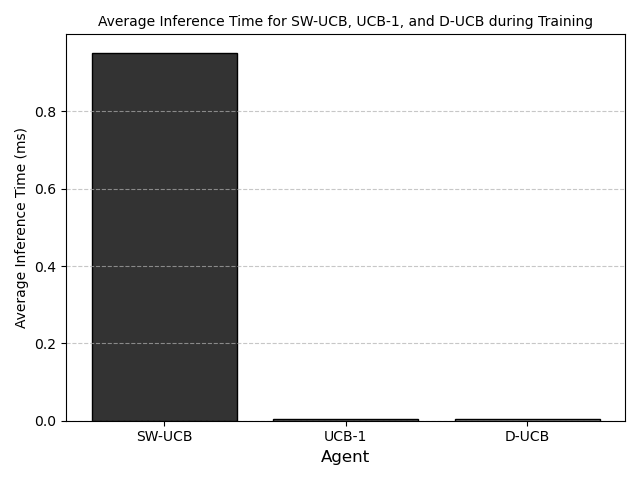 Average Inference Time for SW-UCB, UCB-1, and D-UCB during Training
Average Inference Time (ms)
0.8
0.6
0.4
0.2
0.0
SW-UCB
UCB-1
D-UCB
Agent